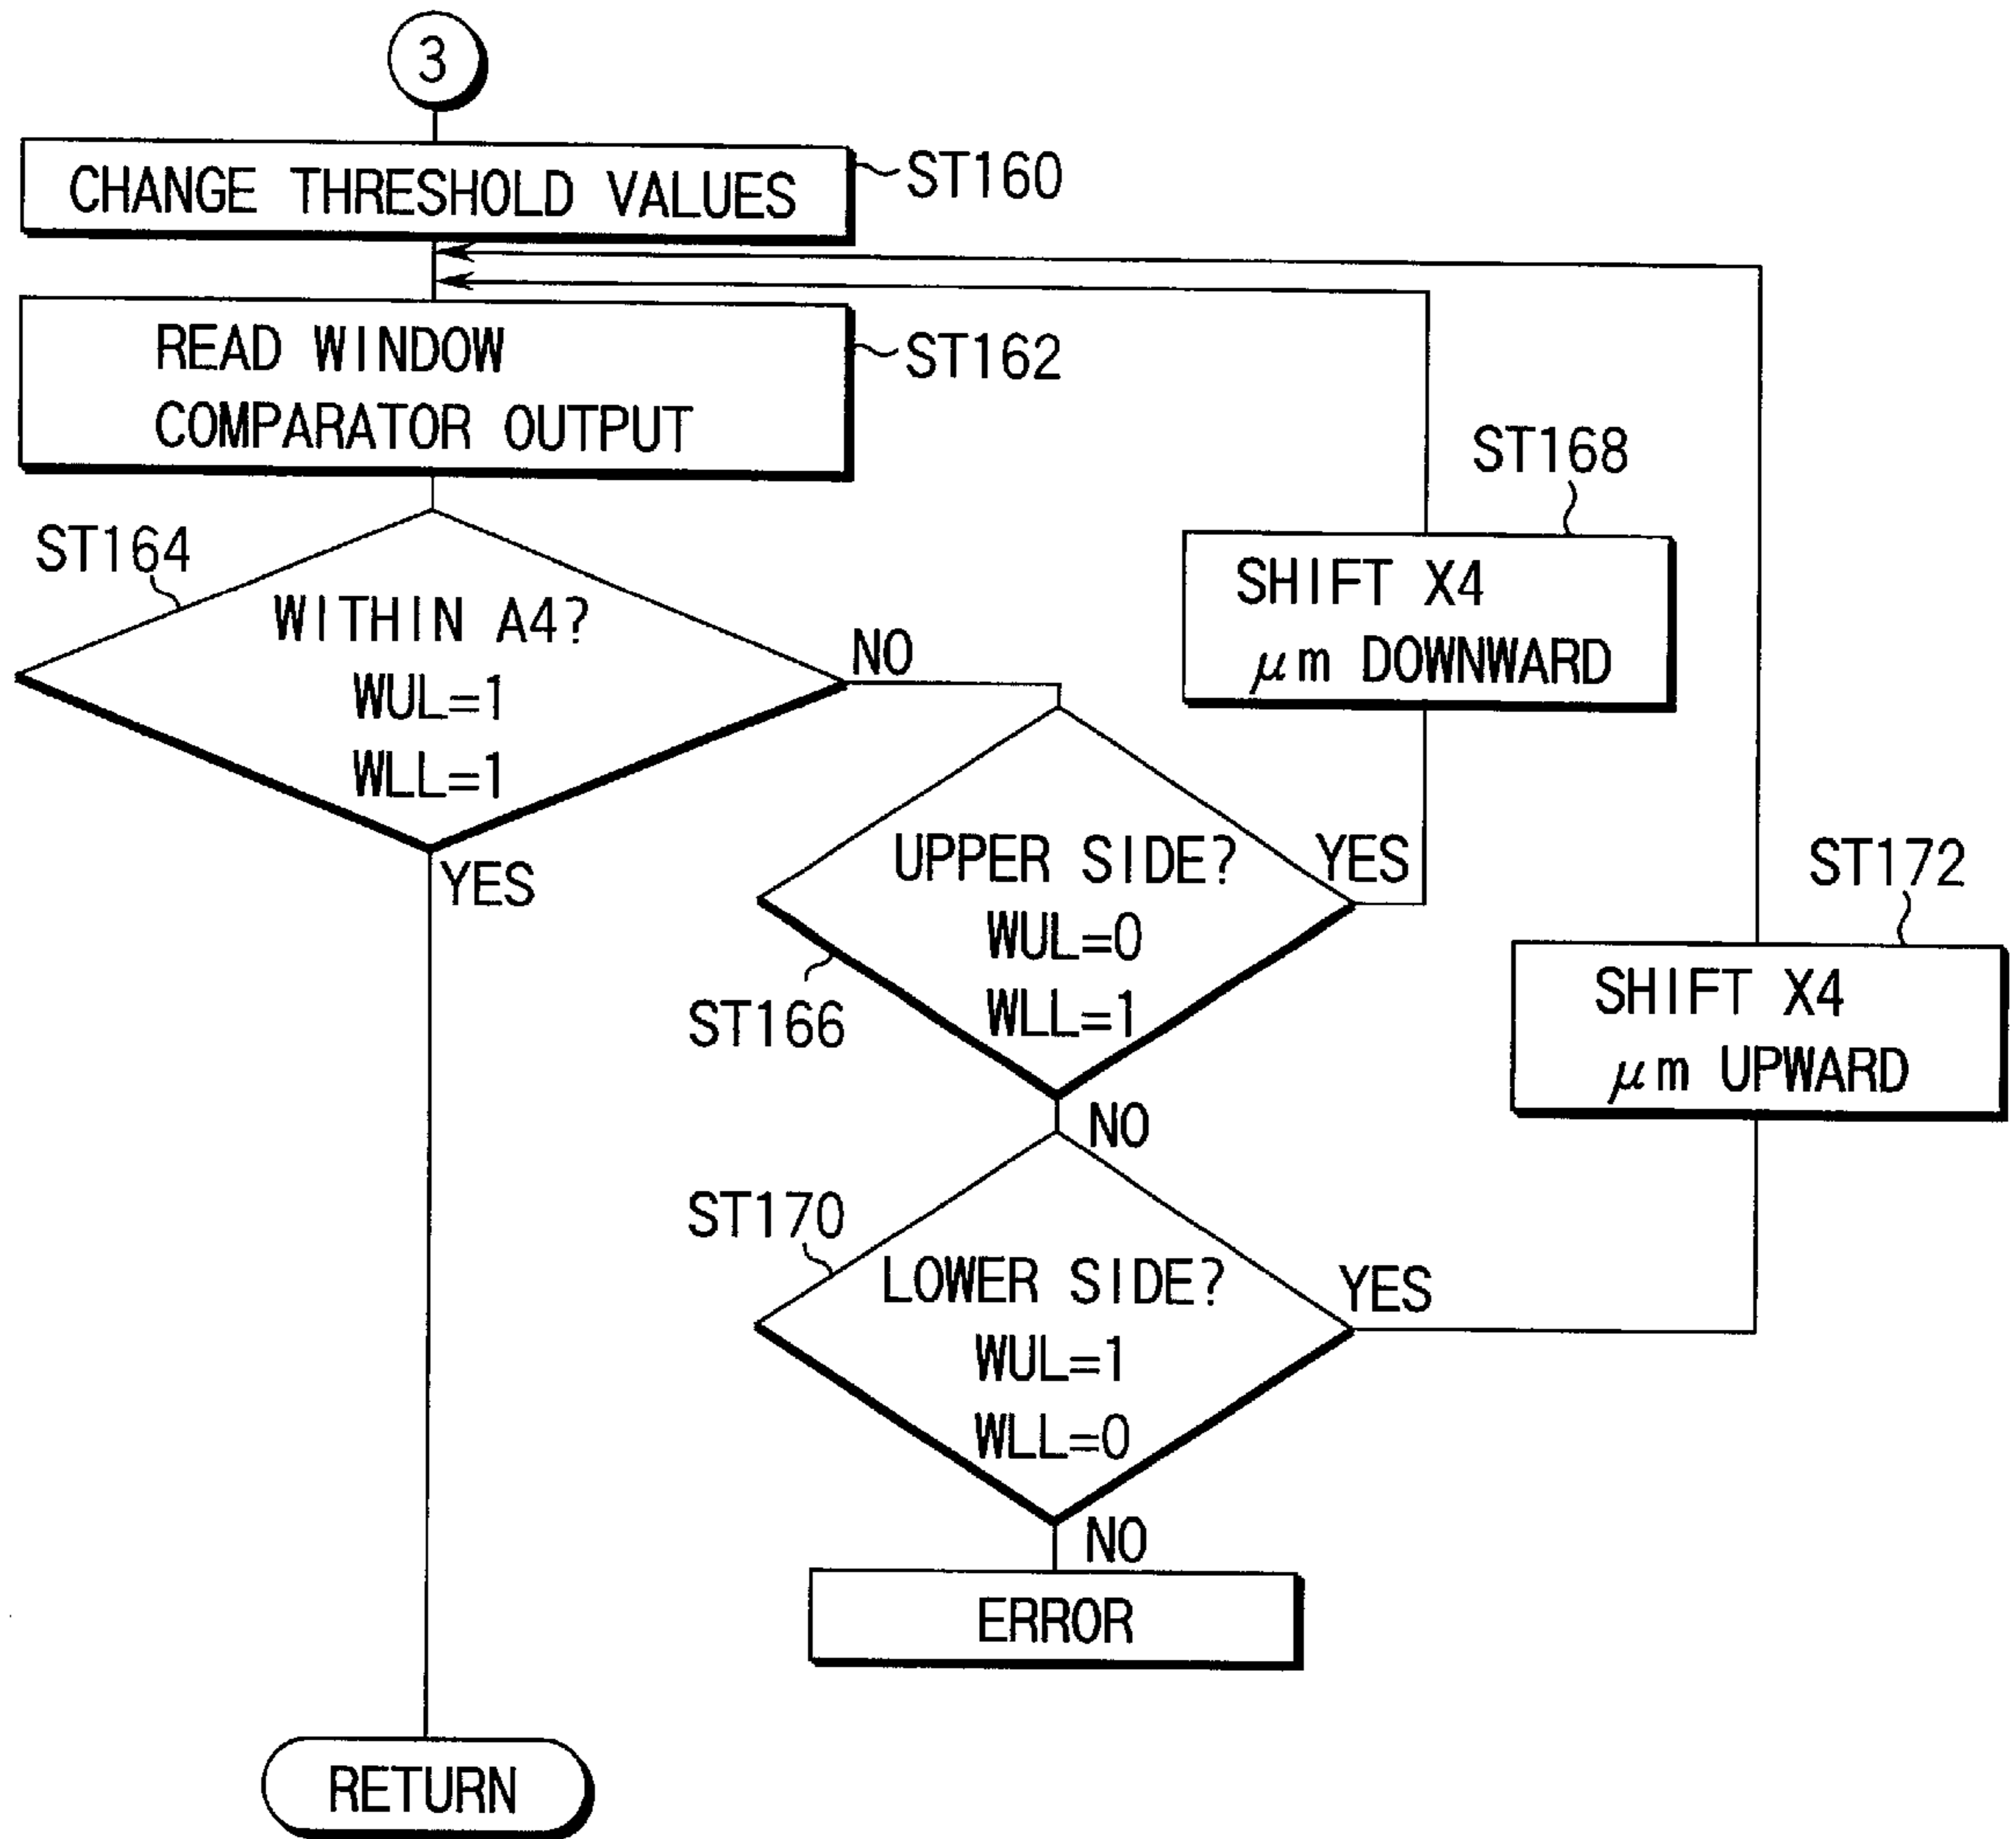 3
CHANGE THRESHOLD VALUES
ST160
READ WINDOW
COMPARATOR OUTPUT
ST162
ST164
WITHIN A4?
WUL=1
WLL=1
NO
YES
ST168
SHIFT X4
μm DOWNWARD
UPPER SIDE?
WUL=0
WLL=1
YES
ST166
NO
ST172
SHIFT X4
μm UPWARD
ST170
LOWER SIDE?
WUL=1
WLL=0
YES
NO
ERROR
RETURN